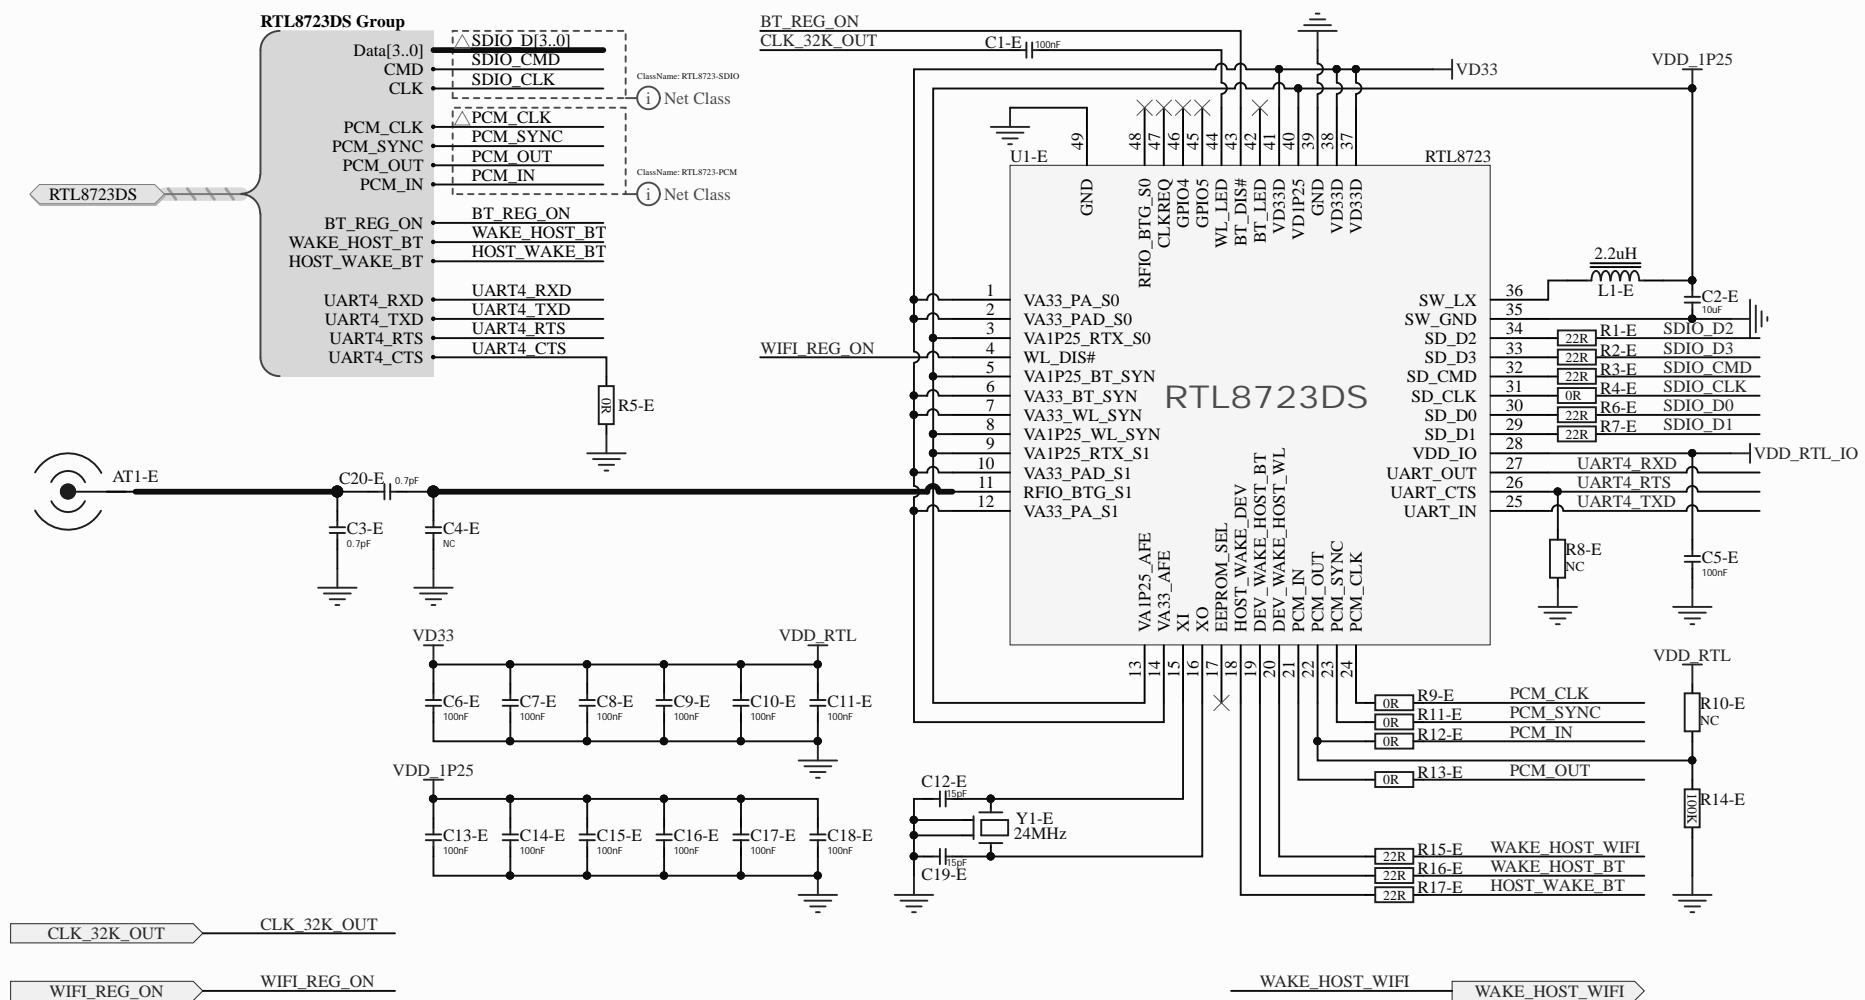 RTL8723DS Group
Data[3..0]
CMD
CLK
PCM_CLK
PCM_SYNC
PCM_OUT
PCM_IN
BT_REG_ON
WAKE_HOST_BT
HOST_WAKE_BT
UART4_RXD
UART4_TXD
UART4_RTS
UART4_CTS
RTL8723DS
SDIO_D[3..0]
SDIO_CMD
SDIO_CLK
ClassName: RTL8723-SDIO
i Net Class
PCM_CLK
PCM_SYNC
PCM_OUT
PCM_IN
ClassName: RTL8723-PCM
i Net Class
BT_REG_ON
WAKE_HOST_BT
HOST_WAKE_BT
UART4_RXD
UART4_TXD
UART4_RTS
UART4_CTS
0R R5-E
AT1-E
C20-E 0.7pF
C3-E
0.7pF
C4-E
NC
BT_REG_ON
CLK_32K_OUT
C1-E 100nF
VD33
VDD_1P25
WIFI_REG_ON
U1-E
RTL8723
RTL8723DS
49 48 47 46 45 44 43 42 41 40 39 38 37
GND
RFIO_BTG_S0
CLKREQ
GPIO4
GPIO5
WL_LED
BT_DIS#
BT_LED
VD33D
VD1P25
GND
VD33D
VD33D
1 VA33_PA_S0
2 VA33_PAD_S0
3 VA1P25_RTX_S0
4 WL_DIS#
5 VA1P25_BT_SYN
6 VA33_BT_SYN
7 VA33_WL_SYN
8 VA1P25_WL_SYN
9 VA1P25_RTX_S1
10 VA33_PAD_S1
11 RFIO_BTG_S1
12 VA33_PA_S1
SW_LX 36
SW_GND 35
SD_D2 34
SD_D3 33
SD_CMD 32
SD_CLK 31
SD_D0 30
SD_D1 29
VDD_IO 28
UART_OUT 27
UART_CTS 26
UART_IN 25
VA1P25_AFE
VA33_AFE
XI
XO
EEPROM_SEL
HOST_WAKE_DEV
DEV_WAKE_HOST_BT
DEV_WAKE_HOST_WL
PCM_IN
PCM_OUT
PCM_SYNC
PCM_CLK
13 14 15 16 17 18 19 20 21 22 23 24
2.2uH
L1-E
C2-E
10uF
22R R1-E SDIO_D2
22R R2-E SDIO_D3
22R R3-E SDIO_CMD
0R R4-E SDIO_CLK
22R R6-E SDIO_D0
22R R7-E SDIO_D1
VDD_RTL_IO
UART4_RXD
UART4_RTS
UART4_TXD
R8-E
NC
C5-E
100nF
VD33
VDD_RTL
C6-E
100nF
C7-E
100nF
C8-E
100nF
C9-E
100nF
C10-E
100nF
C11-E
100nF
VDD_1P25
C13-E
100nF
C14-E
100nF
C15-E
100nF
C16-E
100nF
C17-E
100nF
C18-E
100nF
C12-E
15pF
Y1-E
24MHz
15pF
C19-E
VDD_RTL
0R R9-E PCM_CLK
0R R11-E PCM_SYNC
0R R12-E PCM_IN
0R R13-E PCM_OUT
R10-E
NC
100K R14-E
22R R15-E WAKE_HOST_WIFI
22R R16-E WAKE_HOST_BT
22R R17-E HOST_WAKE_BT
CLK_32K_OUT CLK_32K_OUT
WIFI_REG_ON WIFI_REG_ON
WAKE_HOST_WIFI WAKE_HOST_WIFI